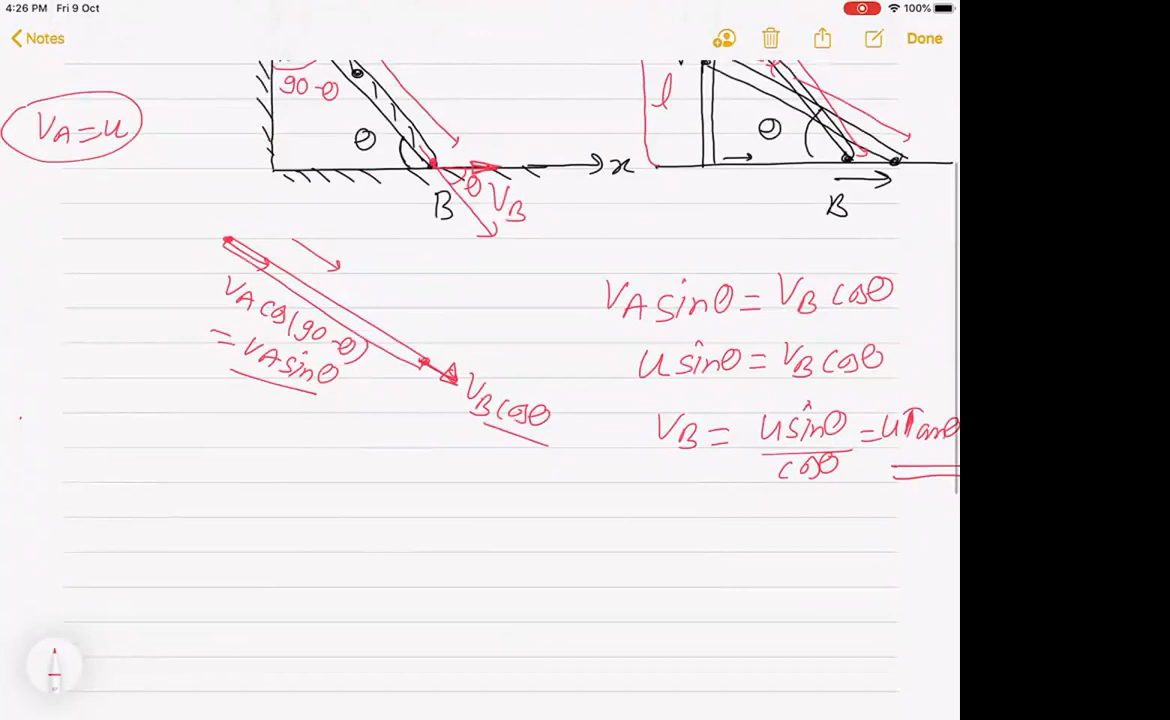 4:26 PM Fri 9 Oct
100%
Notes
Done
90-θ
VA=u
θ
θ
VB
B
x
l
θ
B
VA cos(90-θ)
= VA sinθ
VB cosθ
VA sinθ = VB cosθ
u sinθ = VB cosθ
VB = u sinθ / cosθ = u Tanθ